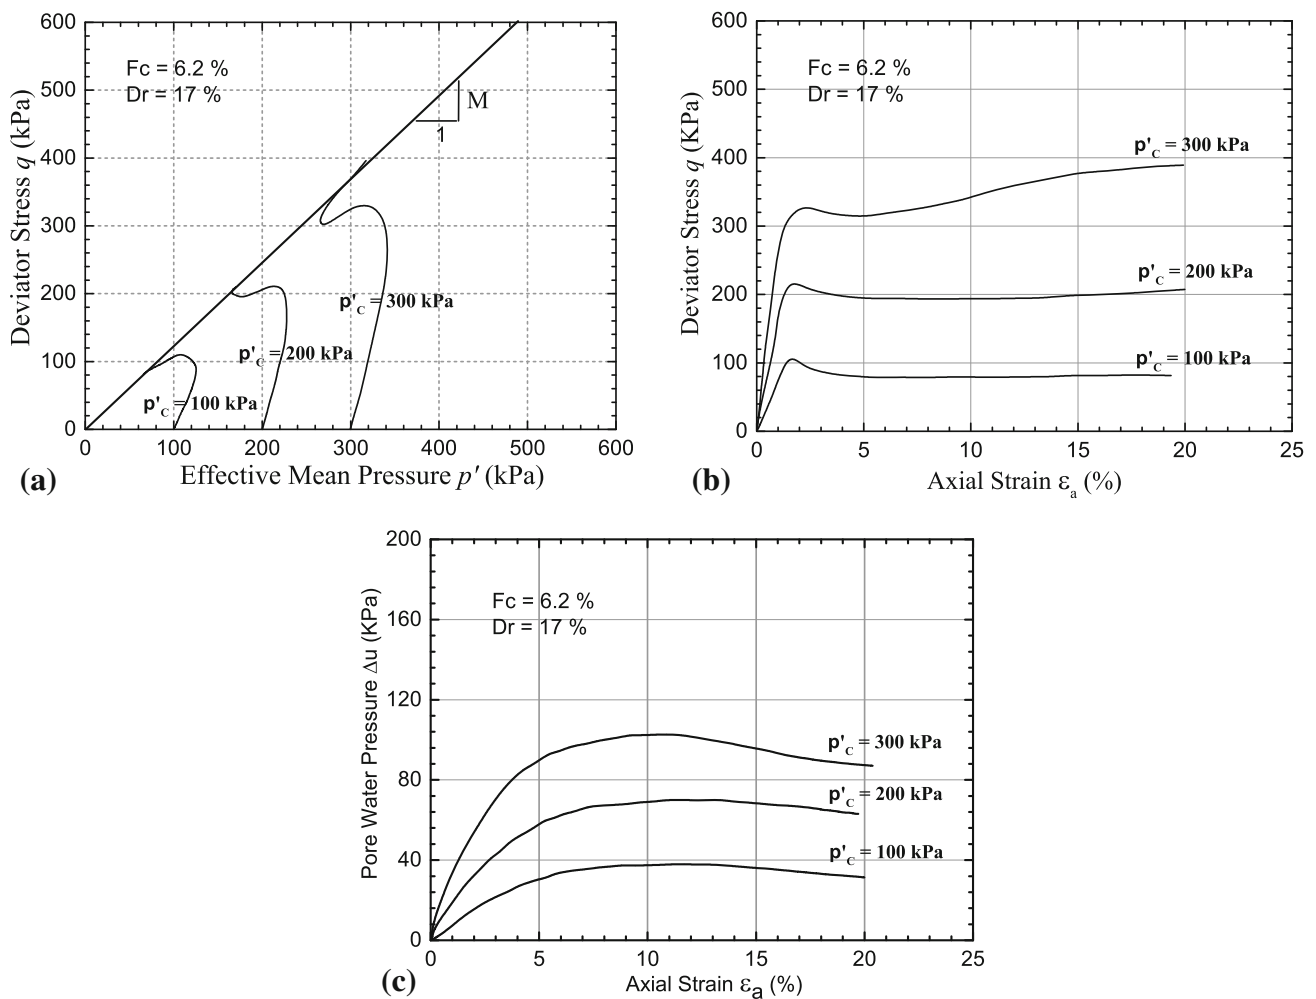 600
500
400
300
200
100
0
Deviator Stress q (kPa)
Fc = 6.2 %
Dr = 17 %
M
1
p'C = 300 kPa
p'C = 200 kPa
p'C = 100 kPa
0 100 200 300 400 500 600
(a) Effective Mean Pressure p' (kPa)
600
500
400
300
200
100
0
Deviator Stress q (KPa)
Fc = 6.2 %
Dr = 17 %
p'C = 300 kPa
p'C = 200 kPa
p'C = 100 kPa
0 5 10 15 20 25
(b) Axial Strain εa (%)
200
160
120
80
40
0
Pore Water Pressure Δu (KPa)
Fc = 6.2 %
Dr = 17 %
p'C = 300 kPa
p'C = 200 kPa
p'C = 100 kPa
0 5 10 15 20 25
(c) Axial Strain εa (%)